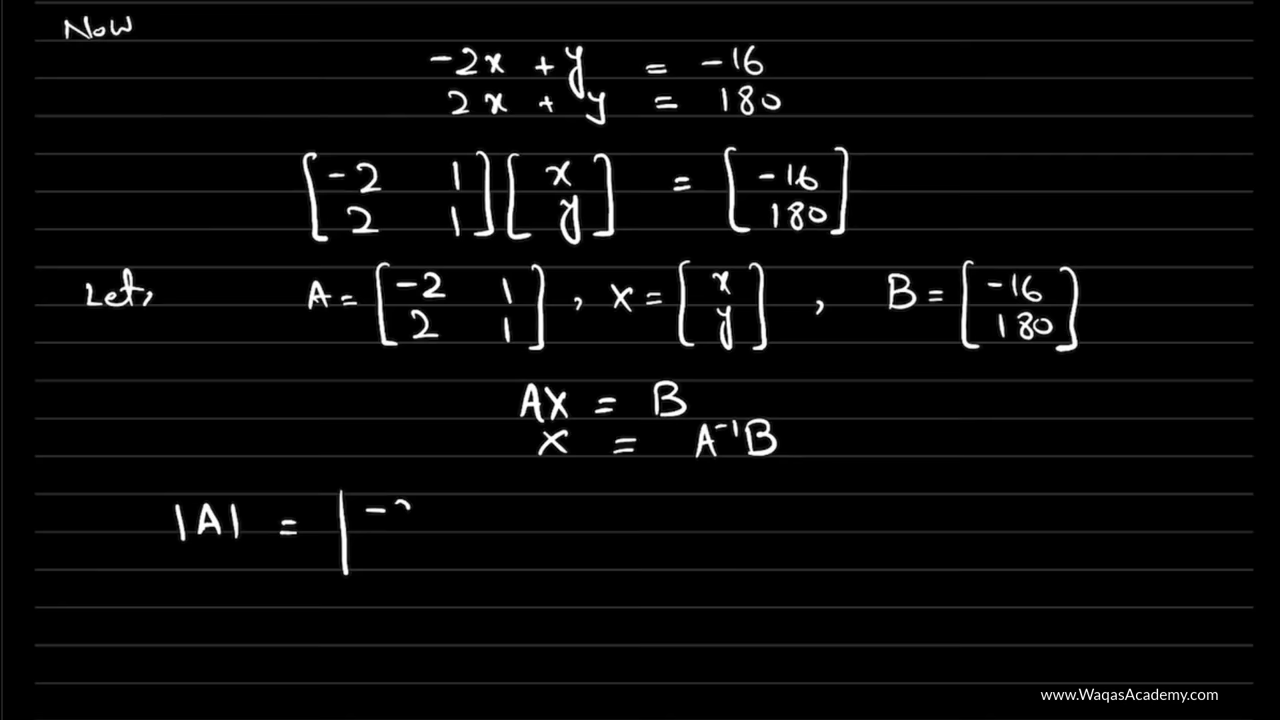 Now
-2x + y = -16
2x + y = 180
[-2 1] [x] = [-16]
[2 1] [y] [180]
Let, A = [-2 1], X = [x], B = [-16]
[2 1] [y] [180]
AX = B
X = A⁻¹B
|A| = | -
www.WaqasAcademy.com